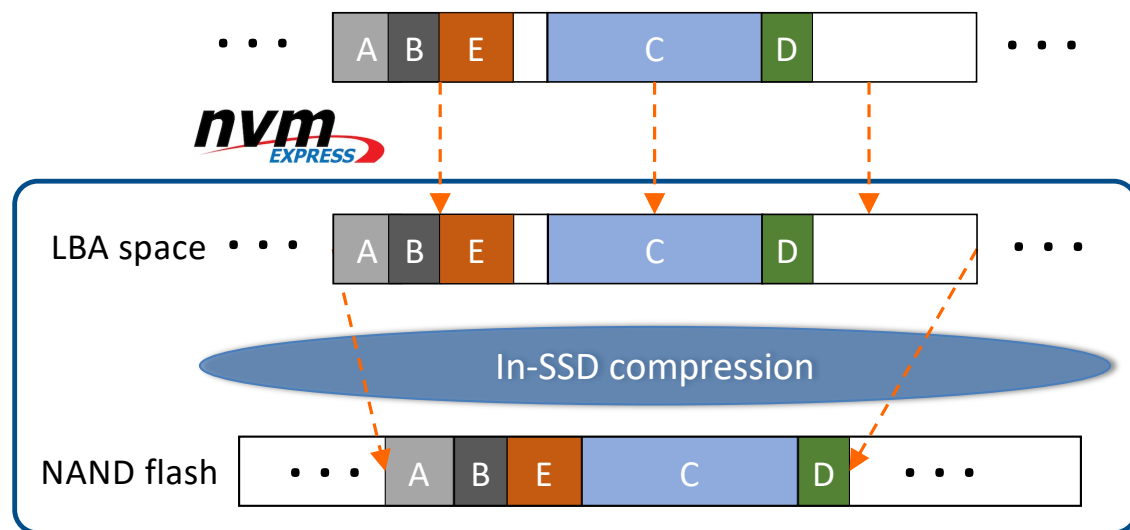 • • • A B E C D • • •
nvm
EXPRESS
LBA space • • • A B E C D • • •
In-SSD compression
NAND flash • • • A B E C D • • •